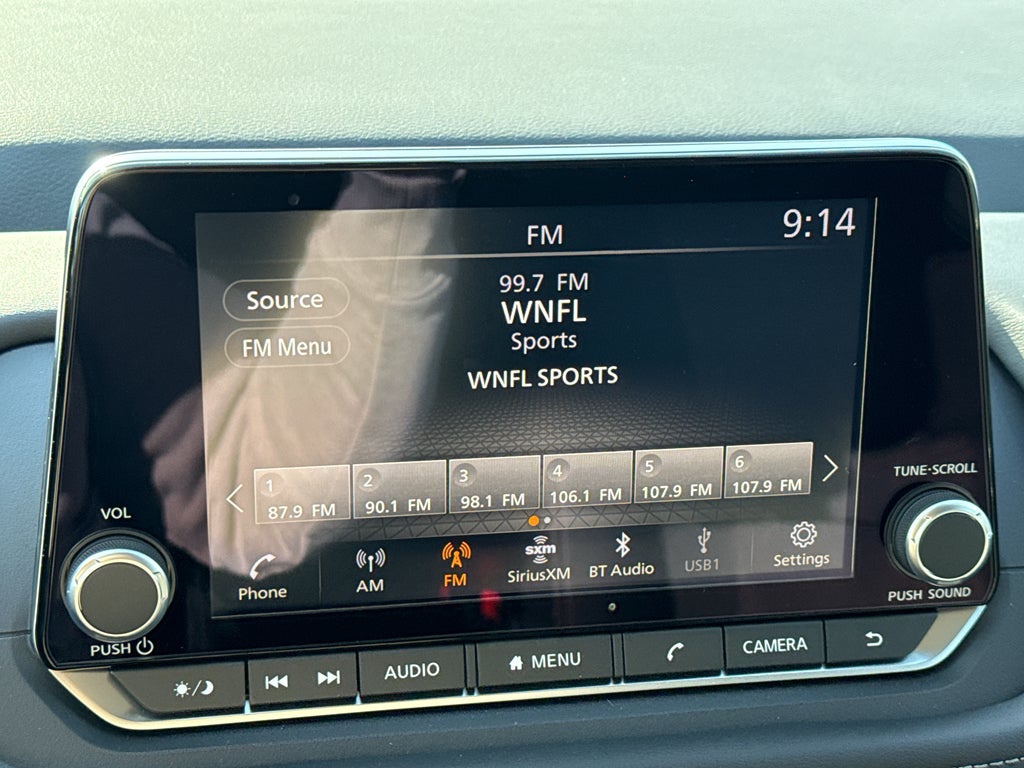 FM
9:14
99.7 FM
Source
WNFL
Sports
FM Menu
WNFL SPORTS
1
87.9 FM
2
90.1 FM
3
98.1 FM
4
106.1 FM
5
107.9 FM
6
107.9 FM
TUNE·SCROLL
VOL
Phone
AM
FM
sxm
SiriusXM
BT Audio
USB1
Settings
PUSH SOUND
PUSH
AUDIO
MENU
CAMERA